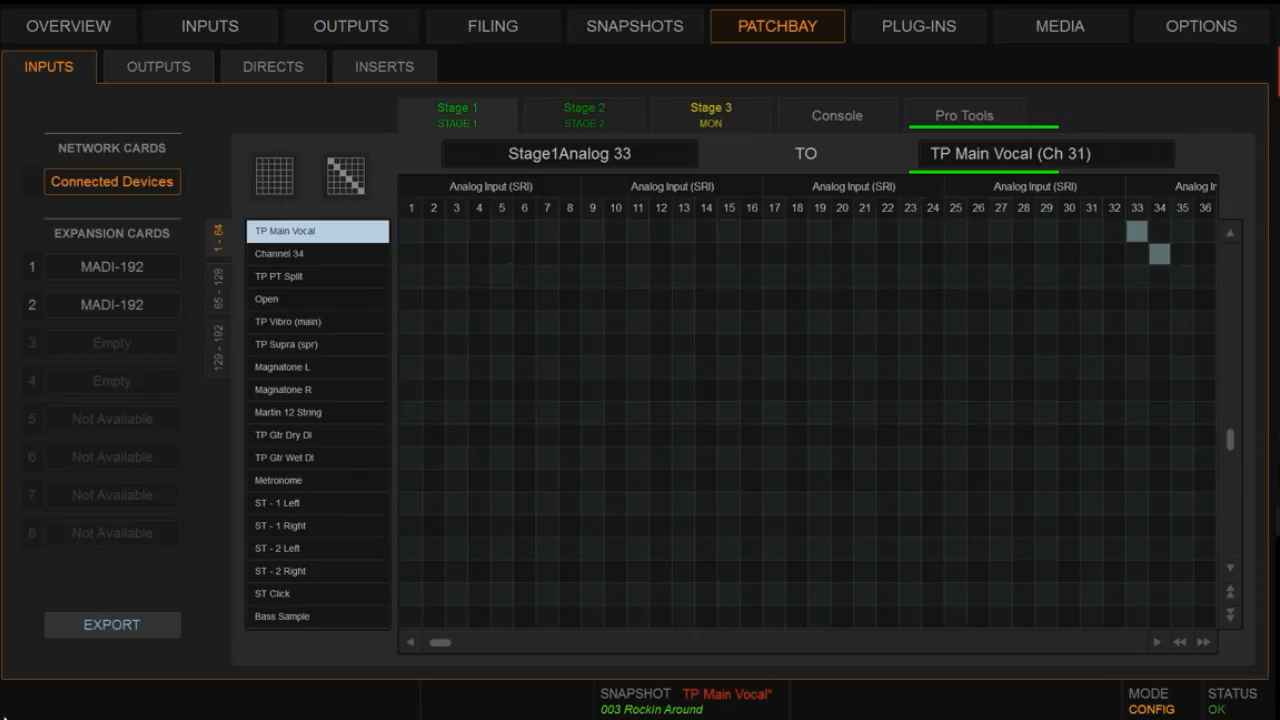 OVERVIEW INPUTS OUTPUTS FILING SNAPSHOTS PATCHBAY PLUG-INS MEDIA OPTIONS
INPUTS OUTPUTS DIRECTS INSERTS
Stage 1 Stage 2 Stage 3 Console Pro Tools
STAGE 1 STAGE 2 MON
NETWORK CARDS
Connected Devices
EXPANSION CARDS
1 MADI-192
2 MADI-192
3 Empty
4 Empty
5 Not Available
6 Not Available
7 Not Available
8 Not Available
EXPORT
Stage1Analog 33 TO TP Main Vocal (Ch 31)
Analog Input (SRI) Analog Input (SRI) Analog Input (SRI) Analog Input (SRI) Analog Ir
1 2 3 4 5 6 7 8 9 10 11 12 13 14 15 16 17 18 19 20 21 22 23 24 25 26 27 28 29 30 31 32 33 34 35 36
1 - 64
65 - 128
129 - 192
TP Main Vocal
Channel 34
TP PT Split
Open
TP Vibro (main)
TP Supra (spr)
Magnatone L
Magnatone R
Martin 12 String
TP Gtr Dry DI
TP Gtr Wet DI
Metronome
ST - 1 Left
ST - 1 Right
ST - 2 Left
ST - 2 Right
ST Click
Bass Sample
SNAPSHOT TP Main Vocal*
003 Rockin Around
MODE
CONFIG
STATUS
OK